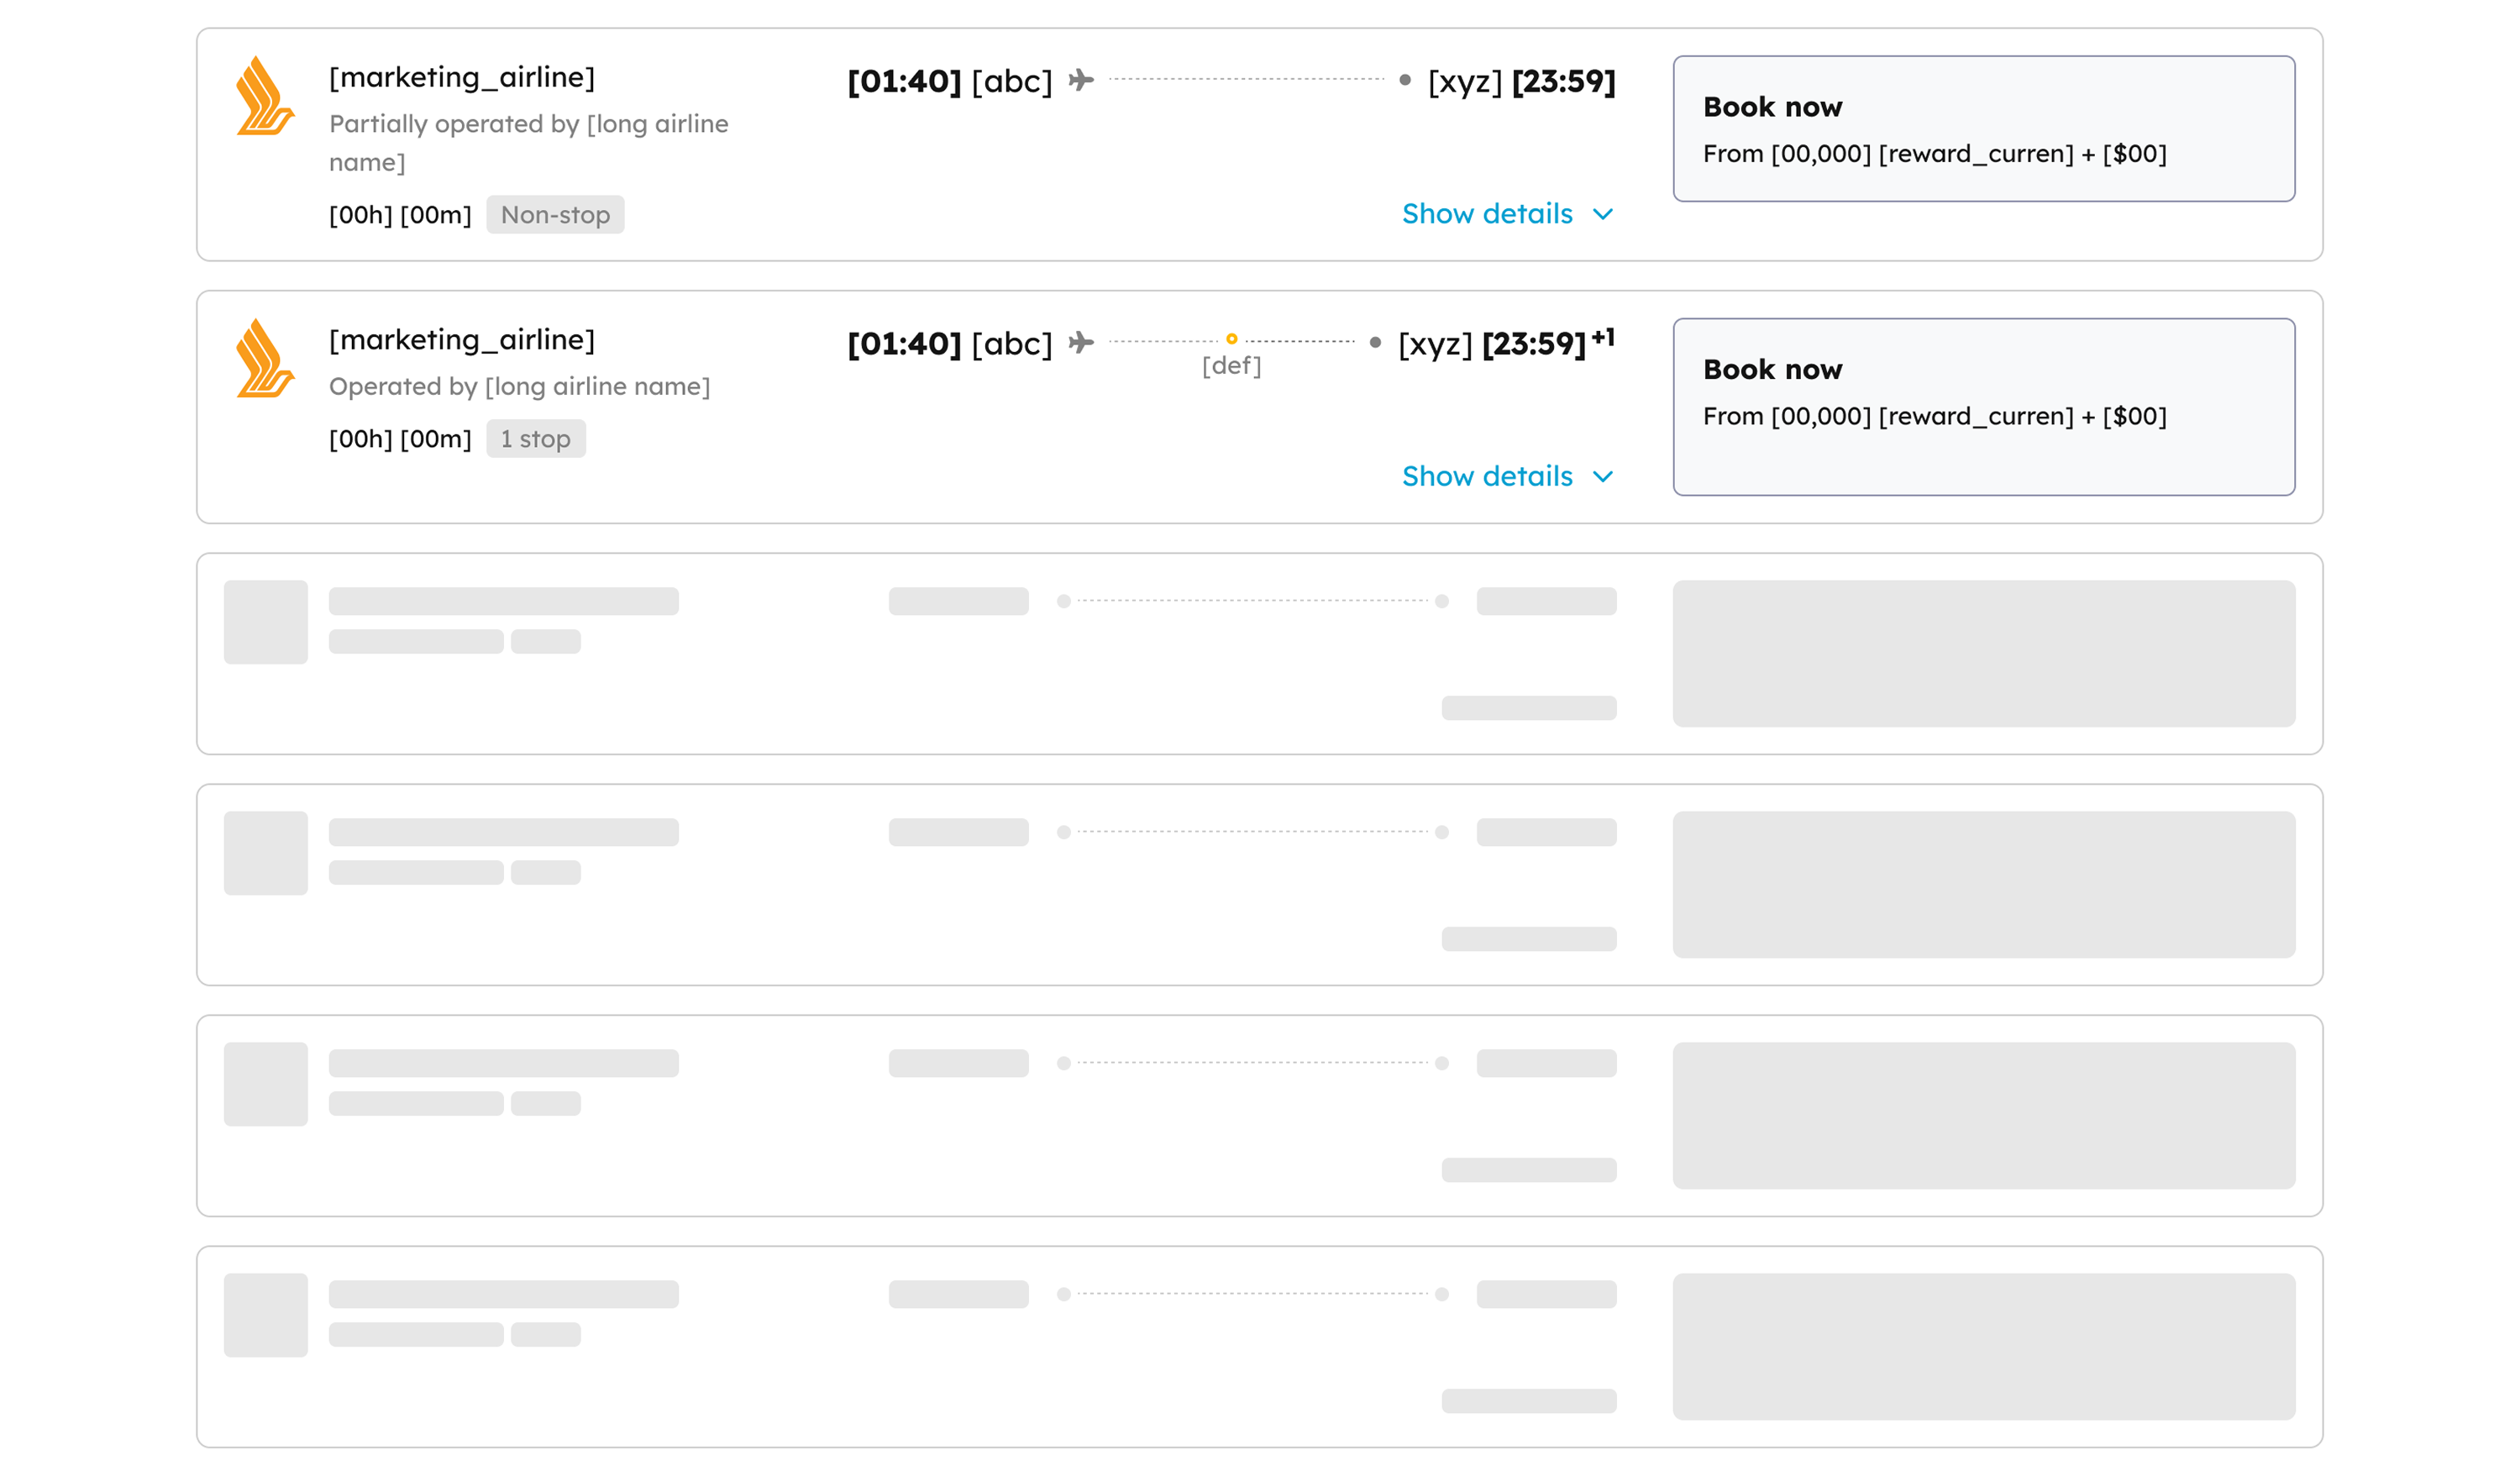 [marketing_airline]
Partially operated by [long airline
name]
[00h] [00m] Non-stop
[01:40] [abc] [xyz] [23:59]
Show details
Book now
From [00,000] [reward_curren] + [$00]
[marketing_airline]
Operated by [long airline name]
[00h] [00m] 1 stop
[01:40] [abc] [xyz] [23:59]+1
[def]
Show details
Book now
From [00,000] [reward_curren] + [$00]